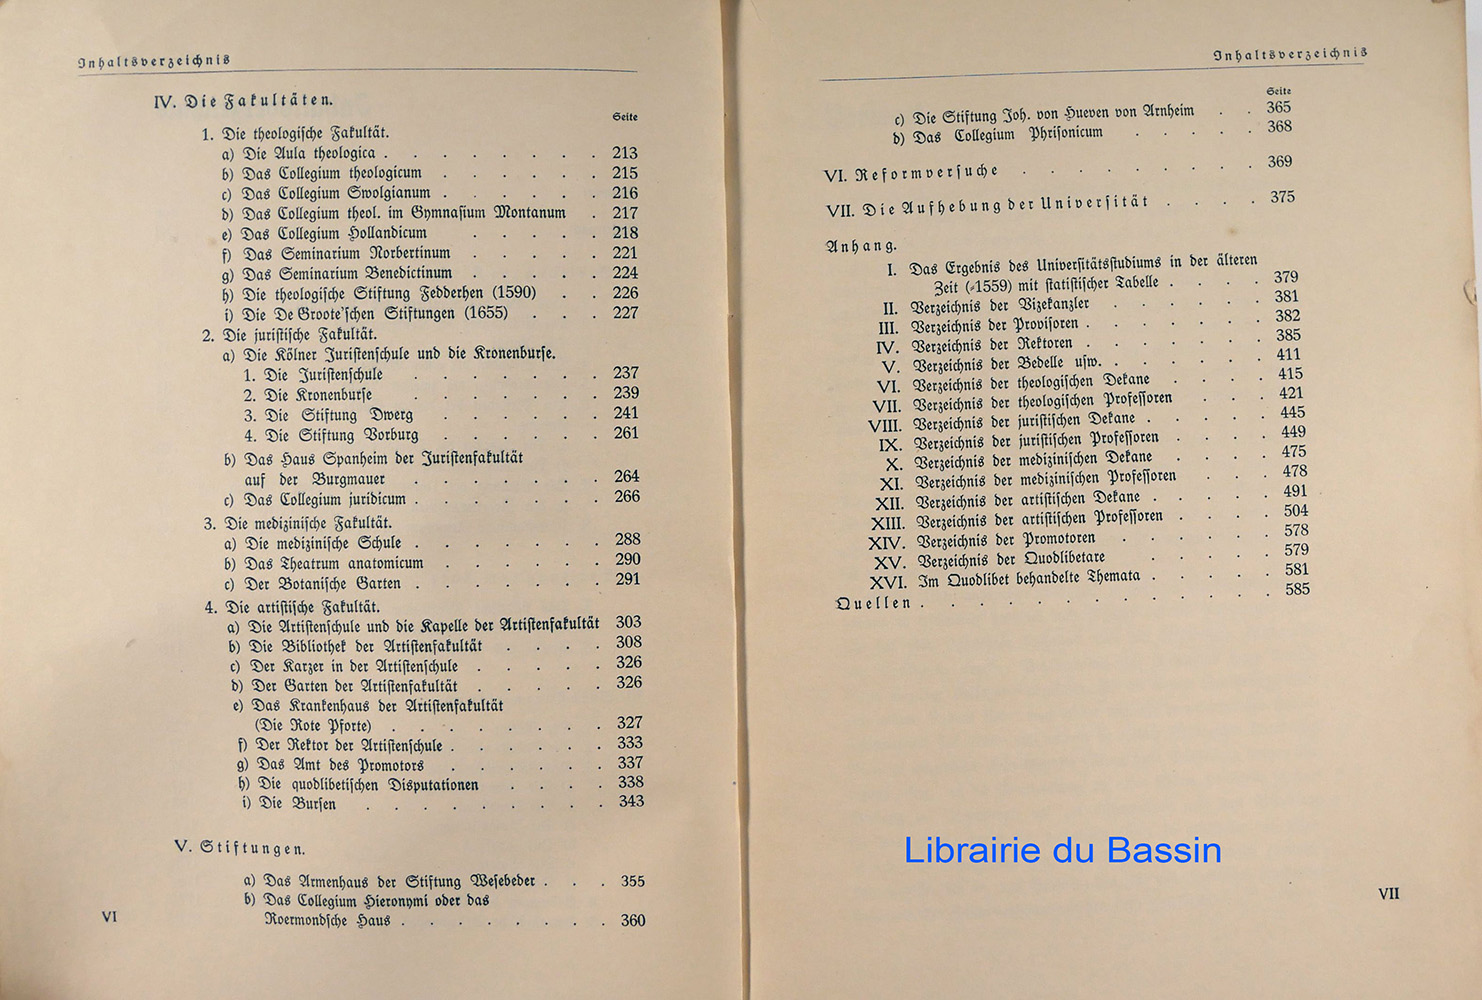 Inhaltsverzeichnis
IV. Die Fakultäten.
Seite
1. Die theologische Fakultät.
a) Die Aula theologica . . . . . . . 213
b) Das Collegium theologicum . . . . . . 215
c) Das Collegium Swolgianum . . . . . . 216
d) Das Collegium theol. im Gymnasium Montanum . 217
e) Das Collegium Hollandicum . . . . . 218
f) Das Seminarium Norbertinum . . . . . 221
g) Das Seminarium Benedictinum . . . . . 224
h) Die theologische Stiftung Fedderhen (1590) . . 226
i) Die De Groote'schen Stiftungen (1655) . . . 227
2. Die juristische Fakultät.
a) Die Kölner Juristenschule und die Kronenburse.
1. Die Juristenschule . . . . . . . 237
2. Die Kronenburse . . . . . . 239
3. Die Stiftung Dwerg . . . . . . 241
4. Die Stiftung Vorburg . . . . . . 261
b) Das Haus Spanheim der Juristenfakultät
auf der Burgmauer . . . . . . . 264
c) Das Collegium juridicum . . . . . . . 266
3. Die medizinische Fakultät.
a) Die medizinische Schule . . . . . . . 288
b) Das Theatrum anatomicum . . . . . . 290
c) Der Botanische Garten . . . . . . . 291
4. Die artistische Fakultät.
a) Die Artistenschule und die Kapelle der Artistenfakultät 303
b) Die Bibliothek der Artistenfakultät . . . . 308
c) Der Karzer in der Artistenschule . . . . . 326
d) Der Garten der Artistenfakultät . . . . . 326
e) Das Krankenhaus der Artistenfakultät
(Die Rote Pforte) . . . . . . . 327
f) Der Rektor der Artistenschule . . . . . . 333
g) Das Amt des Promotors . . . . . . 337
h) Die quodlibetischen Disputationen . . . . 338
i) Die Bursen . . . . . . . . 343
V. Stiftungen.
a) Das Armenhaus der Stiftung Wesebeder . . . 355
b) Das Collegium Hieronymi oder das
Roermondsche Haus . . . . . . . . 360
VI
Inhaltsverzeichnis
Seite
c) Die Stiftung Joh. von Hueven von Arnheim . . 365
d) Das Collegium Phrisonicum . . . . . 368
VI. Reformversuche . . . . . . . . 369
VII. Die Aufhebung der Universität . . . . 375
Anhang.
I. Das Ergebnis des Universitätsstudiums in der älteren
Zeit (-1559) mit statistischer Tabelle . . . . 379
II. Verzeichnis der Vizekanzler . . . . . . 381
III. Verzeichnis der Provisoren . . . . . . . 382
IV. Verzeichnis der Rektoren . . . . . . . 385
V. Verzeichnis der Bedelle usw. . . . . . . 411
VI. Verzeichnis der theologischen Dekane . . . . 415
VII. Verzeichnis der theologischen Professoren . . . 421
VIII. Verzeichnis der juristischen Dekane . . . . . 445
IX. Verzeichnis der juristischen Professoren . . . . 449
X. Verzeichnis der medizinischen Dekane . . . . 475
XI. Verzeichnis der medizinischen Professoren . . . 478
XII. Verzeichnis der artistischen Dekane . . . . . 491
XIII. Verzeichnis der artistischen Professoren . . . . 504
XIV. Verzeichnis der Promotoren . . . . . 578
XV. Verzeichnis der Quodlibetare . . . . . 579
XVI. Im Quodlibet behandelte Themata . . . . . 581
Quellen . . . . . . . . . . . . 585
Librairie du Bassin
VII